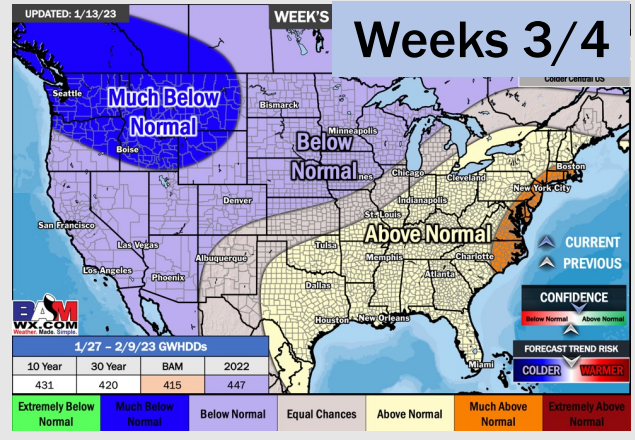 UPDATED: 1/13/23
WEEK'S
Weeks 3/4
Colder Central US
Seattle
Much Below
Normal
Bismarck
Minneapolis
Below
Normal
nes
Boise
Chicago
Cleveland
Boston
New York City
Denver
Indianapolis
St. Louis
San Francisco
Above Normal
Las Vegas
Tulsa
Memphis
Charlotte
Los Angeles
Albuquerque
Phoenix
Atlanta
Dallas
Houston
New Orleans
Miami
CURRENT
PREVIOUS
CONFIDENCE
Below Normal
Above Normal
FORECAST TREND RISK
COLDER
WARMER
BAM
WX.COM
Weather. Made. Simple.
1/27 – 2/9/23 GWHDDs
10 Year 30 Year BAM 2022
431 420 415 447
Extremely Below
Normal
Much Below
Normal
Below Normal
Equal Chances
Above Normal
Much Above
Normal
Extremely Above
Normal